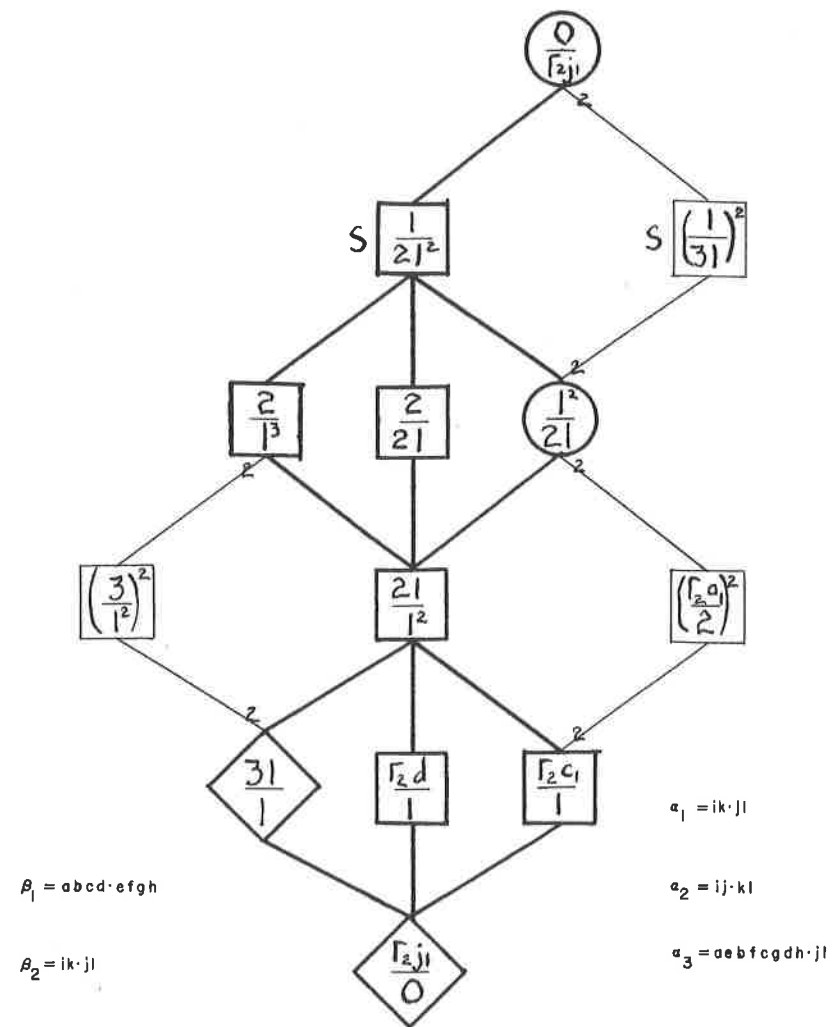 0
Γ₂j₁
2
S 1
21²
S (1
31)²
2
2
1³
2
21
1²
21
2
2
(3
1²)²
21
1²
(Γ₂a₁
2)²
2
2
31
1
Γ₂d
1
Γ₂c₁
1
α₁ = ik·jl
β₁ = abcd·efgh
α₂ = ij·kl
Γ₂j₁
0
β₂ = ik·jl
α₃ = aebfcgdh·jl